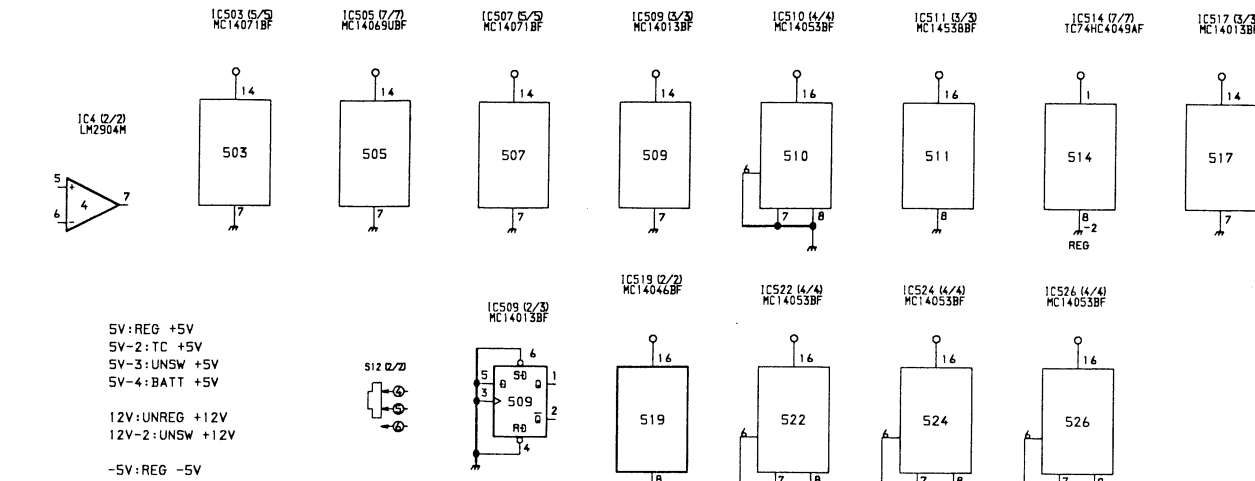 IC503 (5/5)
MC14071BF
IC505 (7/7)
MC14069UBF
IC507 (5/5)
MC14071BF
IC509 (3/3)
MC14013BF
IC510 (4/4)
MC14053BF
IC511 (3/3)
MC14538BF
IC514 (7/7)
TC74HC4049AF
IC517 (3/3
MC14013BF
14
14
14
14
16
16
1
14
IC4 (2/2)
LM2904M
503
505
507
509
510
511
514
517
5
+
4
7
6
-
6
7
7
7
7
7
8
8
8
-2
REG
7
IC519 (2/2)
MC14046BF
IC522 (4/4)
MC14053BF
IC524 (4/4)
MC14053BF
IC526 (4/4)
MC14053BF
IC509 (2/3)
MC14013BF
5V:REG +5V
5V-2:TC +5V
5V-3:UNSW +5V
5V-4:BATT +5V
12V:UNREG +12V
12V-2:UNSW +12V
-5V:REG -5V
S12 (2/2)
4
5
6
6
5
SD
1
D
Q
3
509
2
Q
RD
4
16
16
16
16
519
522
524
526
6
6
6
8
7
8
7
8
7
8